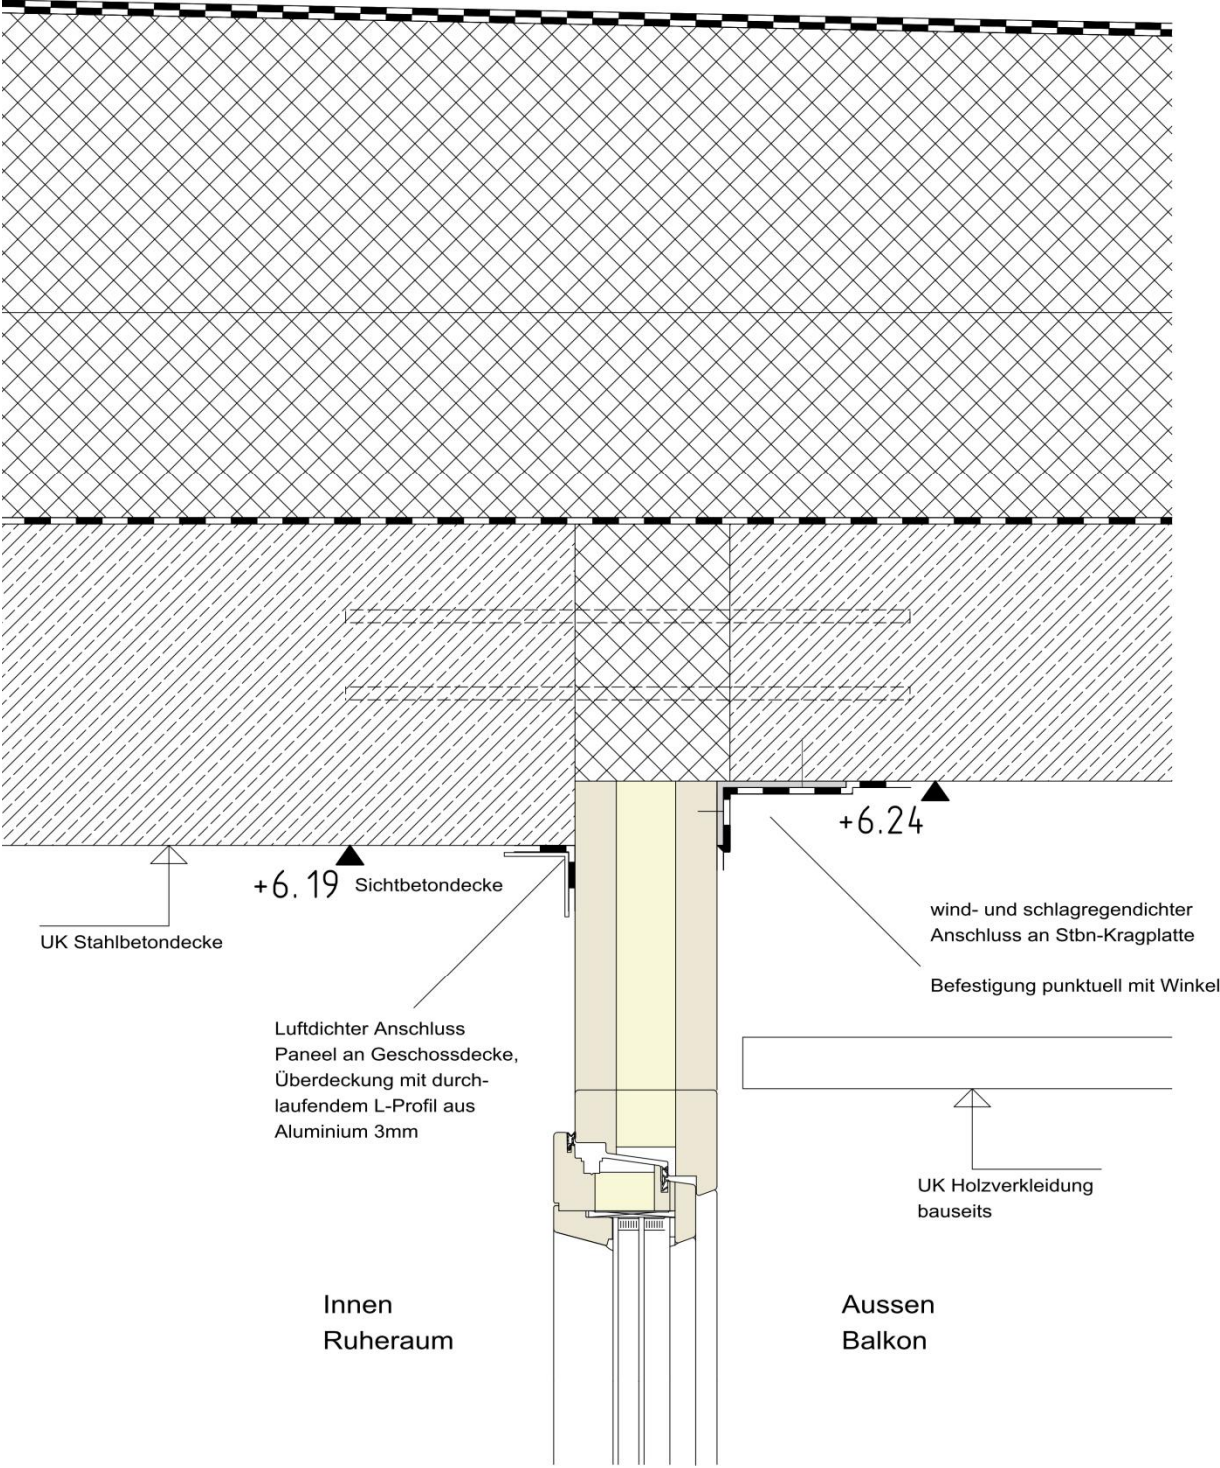 +6.24
+6.19 Sichtbetondecke
UK Stahlbetondecke
wind- und schlagregendichter
Anschluss an Stbn-Kragplatte
Befestigung punktuell mit Winkel
Luftdichter Anschluss
Paneel an Geschossdecke,
Überdeckung mit durch-
laufendem L-Profil aus
Aluminium 3mm
UK Holzverkleidung
bauseits
Innen
Ruheraum
Aussen
Balkon